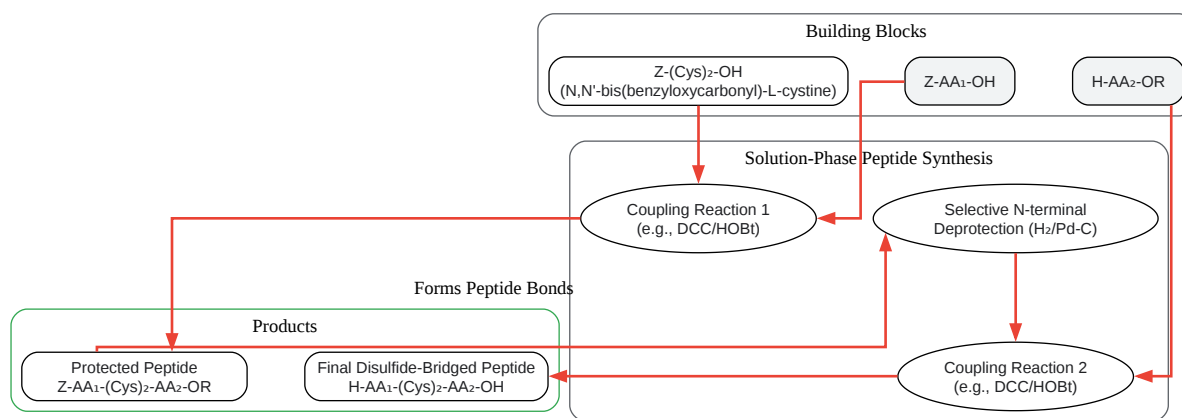 Building Blocks
Z-(Cys)₂-OH
(N,N'-bis(benzyloxycarbonyl)-L-cystine)
Z-AA₁-OH
H-AA₂-OR
Solution-Phase Peptide Synthesis
Coupling Reaction 1
(e.g., DCC/HOBt)
Selective N-terminal
Deprotection (H₂/Pd-C)
Forms Peptide Bonds
Products
Protected Peptide
Z-AA₁-(Cys)₂-AA₂-OR
Final Disulfide-Bridged Peptide
H-AA₁-(Cys)₂-AA₂-OH
Coupling Reaction 2
(e.g., DCC/HOBt)